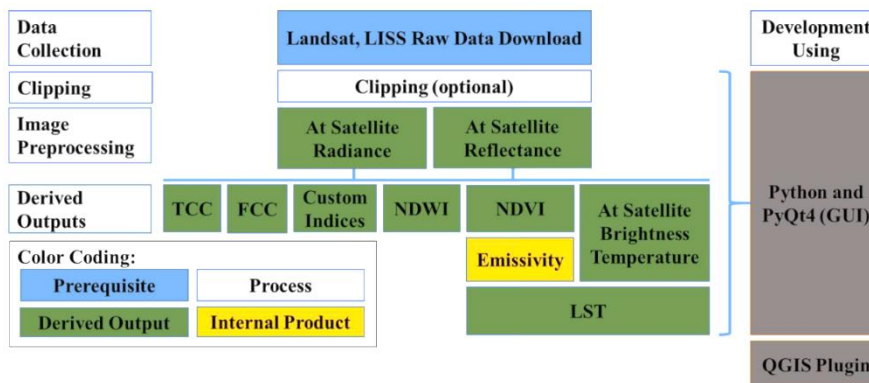 Data
Collection
Landsat, LISS Raw Data Download
Development
Using
Clipping
Clipping (optional)
Image
Preprocessing
At Satellite
Radiance
At Satellite
Reflectance
Python and
PyQt4 (GUI)
Derived
Outputs
TCC
FCC
Custom
Indices
NDWI
NDVI
At Satellite
Brightness
Temperature
Emissivity
LST
Color Coding:
Prerequisite
Process
Derived Output
Internal Product
QGIS Plugin